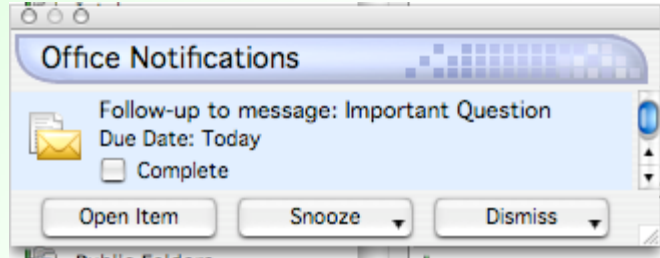 Office Notifications
Follow-up to message: Important Question
Due Date: Today
Complete
Open Item
Snooze
Dismiss